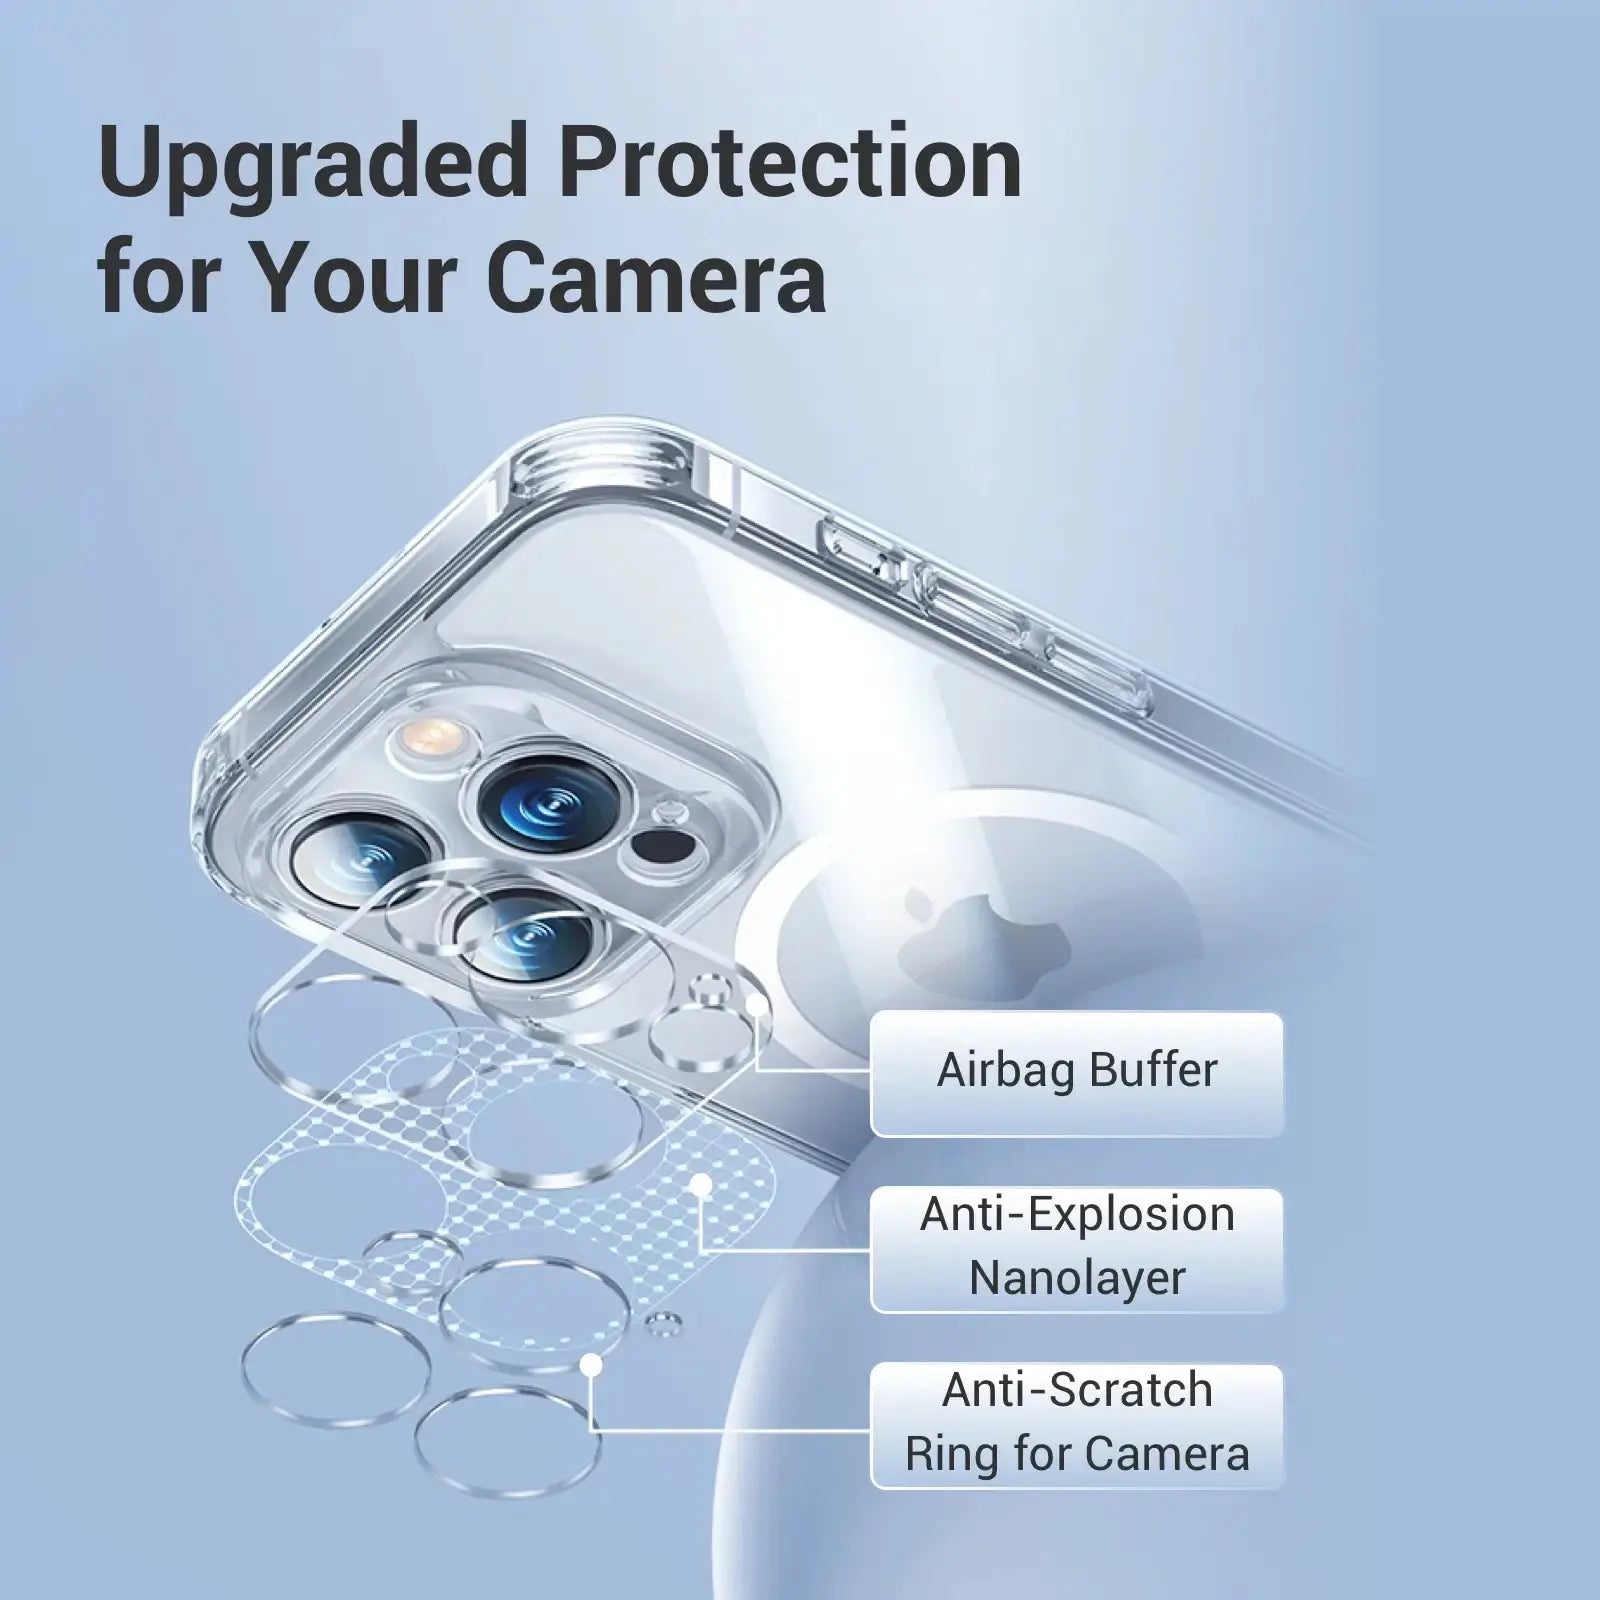 Upgraded Protection
for Your Camera
Airbag Buffer
Anti-Explosion
Nanolayer
Anti-Scratch
Ring for Camera